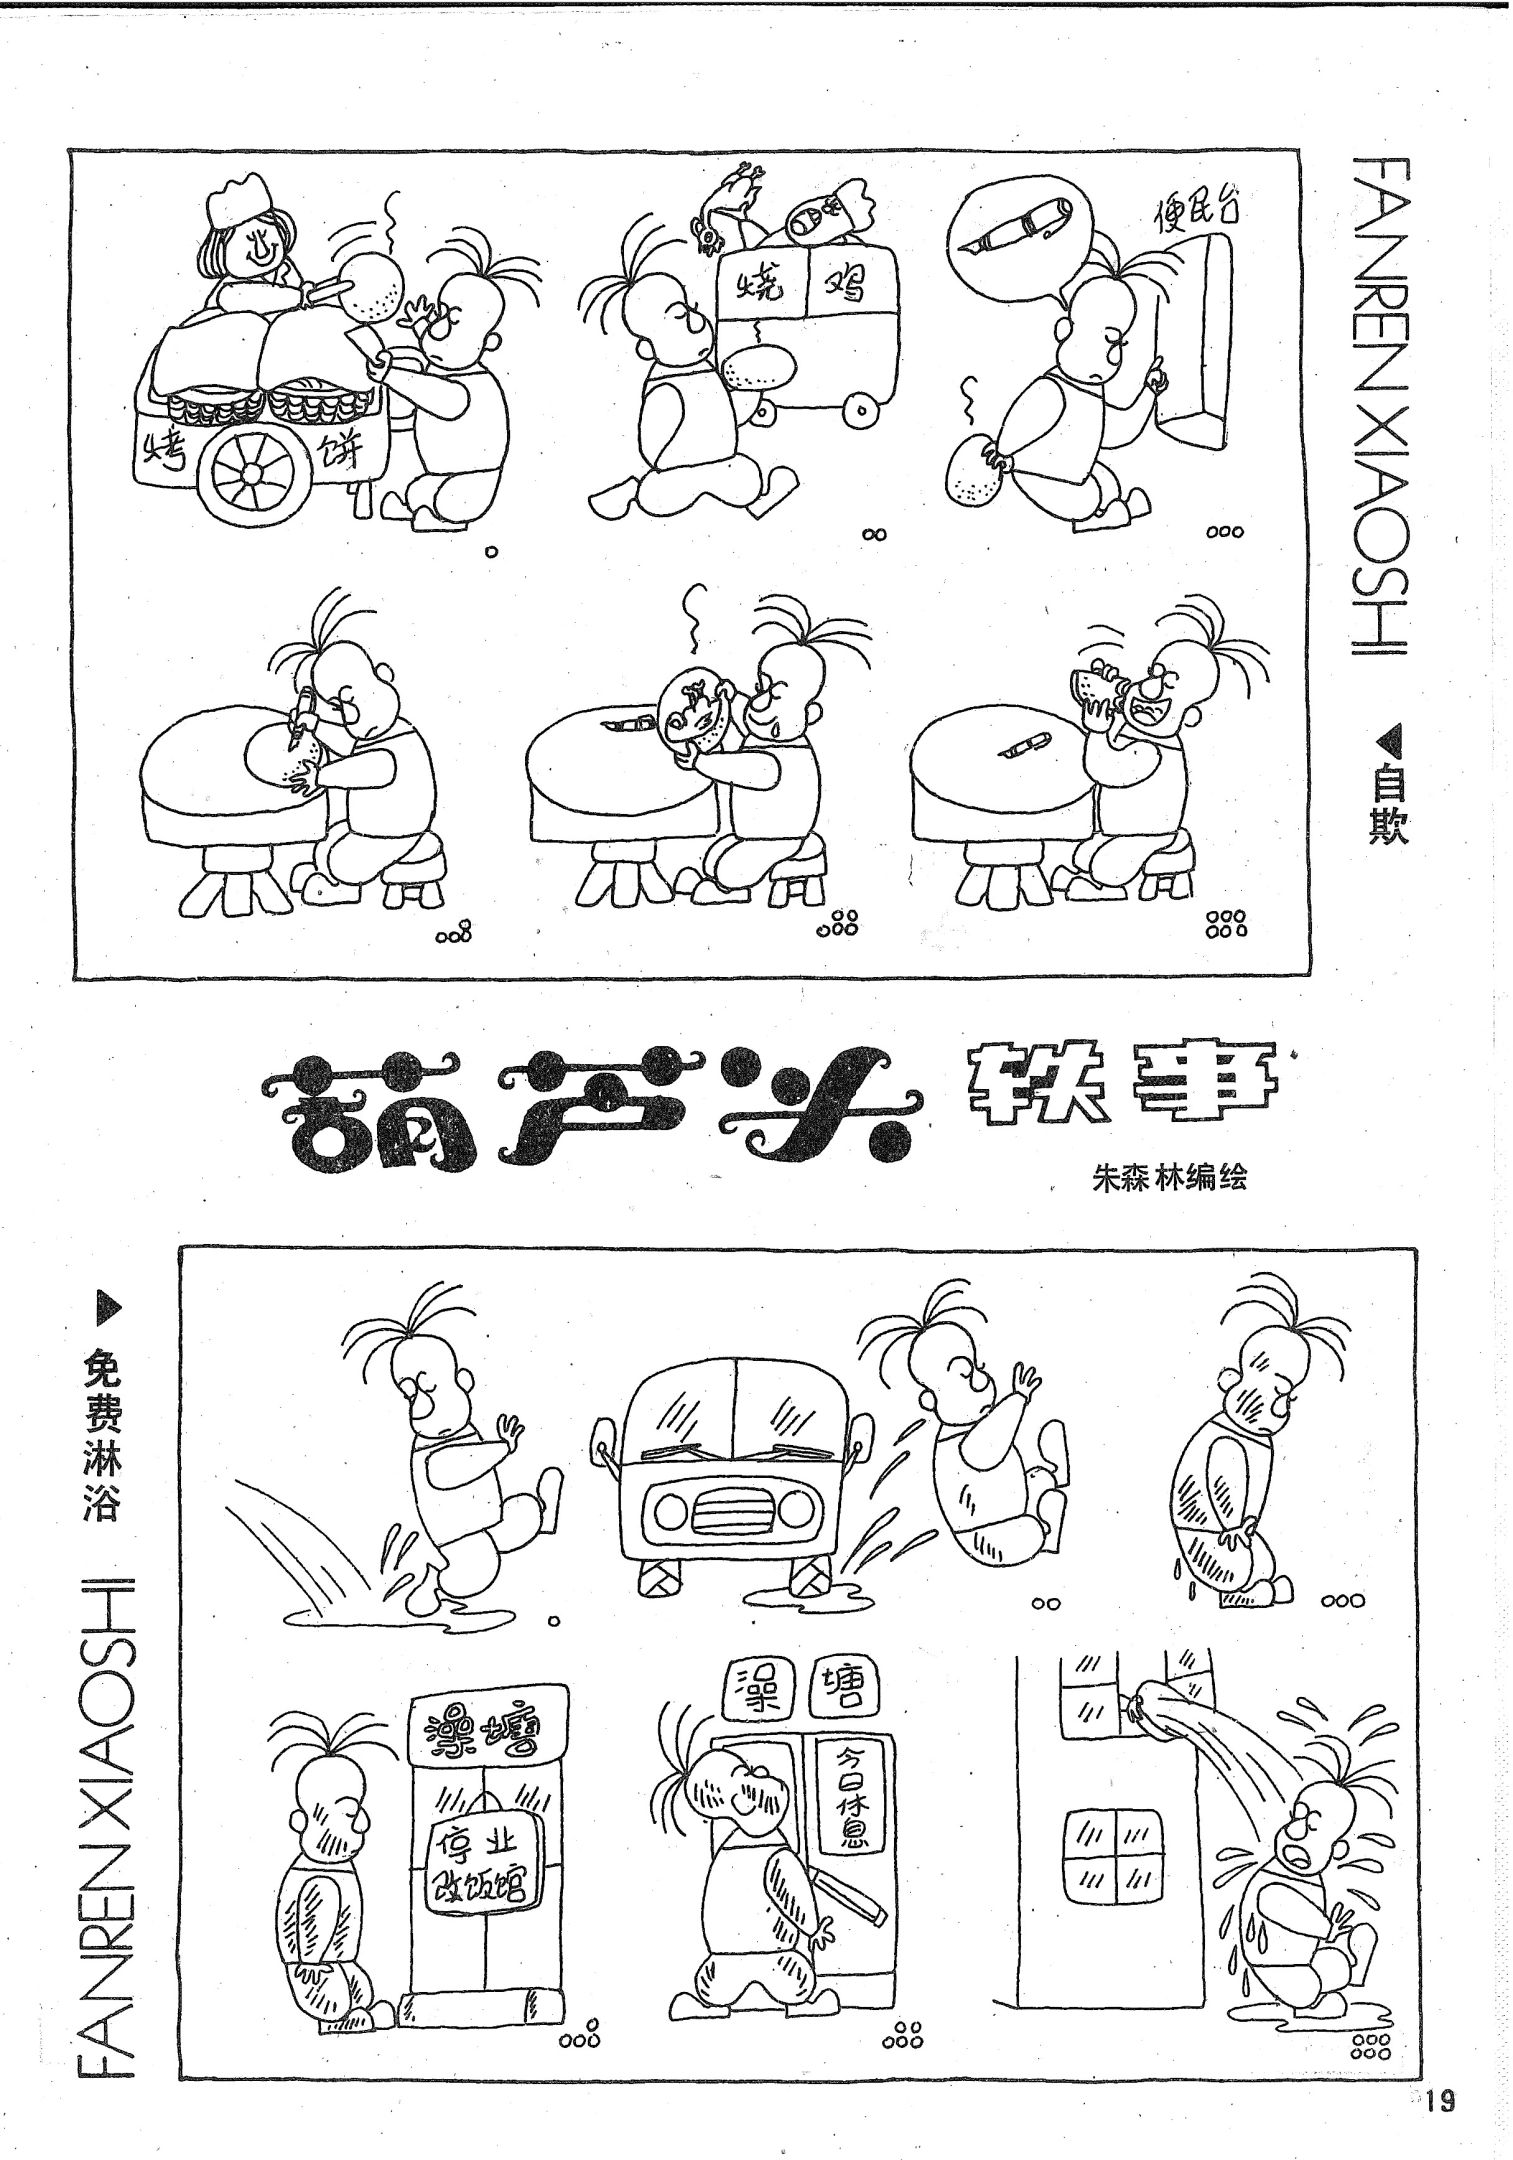 烤饼
烧鸡
便民台
FANREN XIAOSHI
◀自欺
葫芦头轶事
朱森林编绘
▶免费淋浴
FANREN XIAOSHI
澡塘
停业
改饭馆
澡塘
今日休息
19